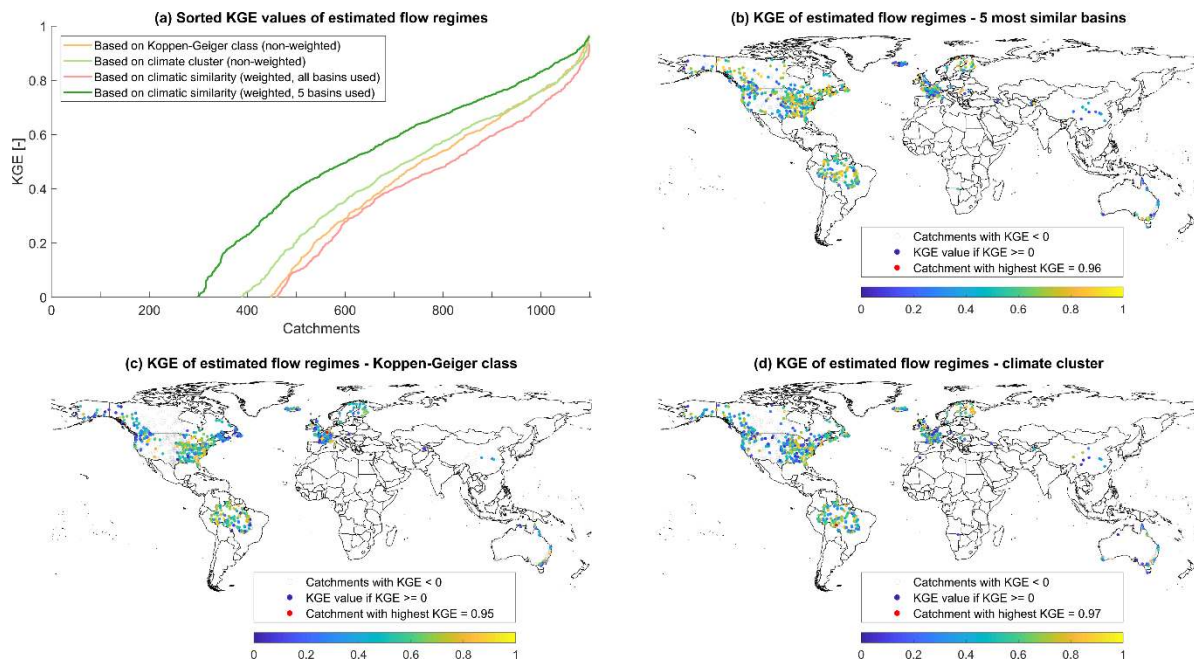 (a) Sorted KGE values of estimated flow regimes
1
0.8
0.6
0.4
0.2
0
KGE [-]
Based on Koppen-Geiger class (non-weighted)
Based on climate cluster (non-weighted)
Based on climatic similarity (weighted, all basins used)
Based on climatic similarity (weighted, 5 basins used)
0 200 400 600 800 1000
Catchments
(b) KGE of estimated flow regimes - 5 most similar basins
Catchments with KGE < 0
KGE value if KGE >= 0
Catchment with highest KGE = 0.96
0 0.2 0.4 0.6 0.8 1
(c) KGE of estimated flow regimes - Koppen-Geiger class
Catchments with KGE < 0
KGE value if KGE >= 0
Catchment with highest KGE = 0.95
0 0.2 0.4 0.6 0.8 1
(d) KGE of estimated flow regimes - climate cluster
Catchments with KGE < 0
KGE value if KGE >= 0
Catchment with highest KGE = 0.97
0 0.2 0.4 0.6 0.8 1